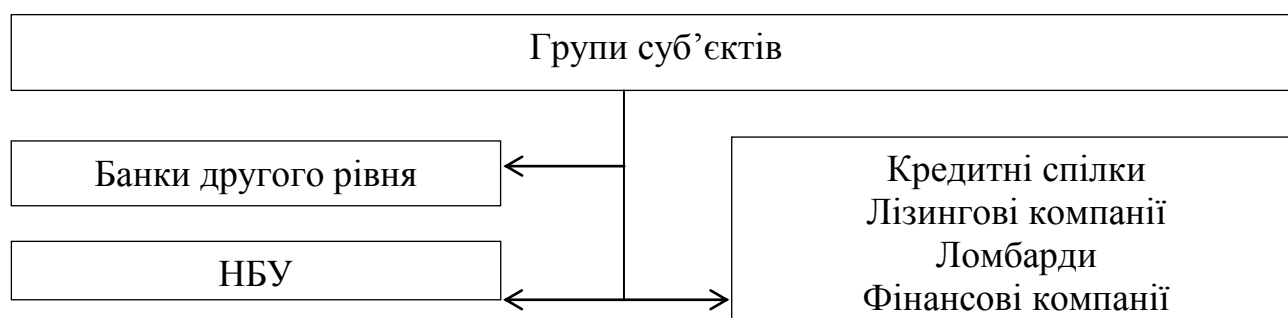 Групи суб’єктів
Банки другого рівня
НБУ
Кредитні спілки
Лізингові компанії
Ломбарди
Фінансові компанії